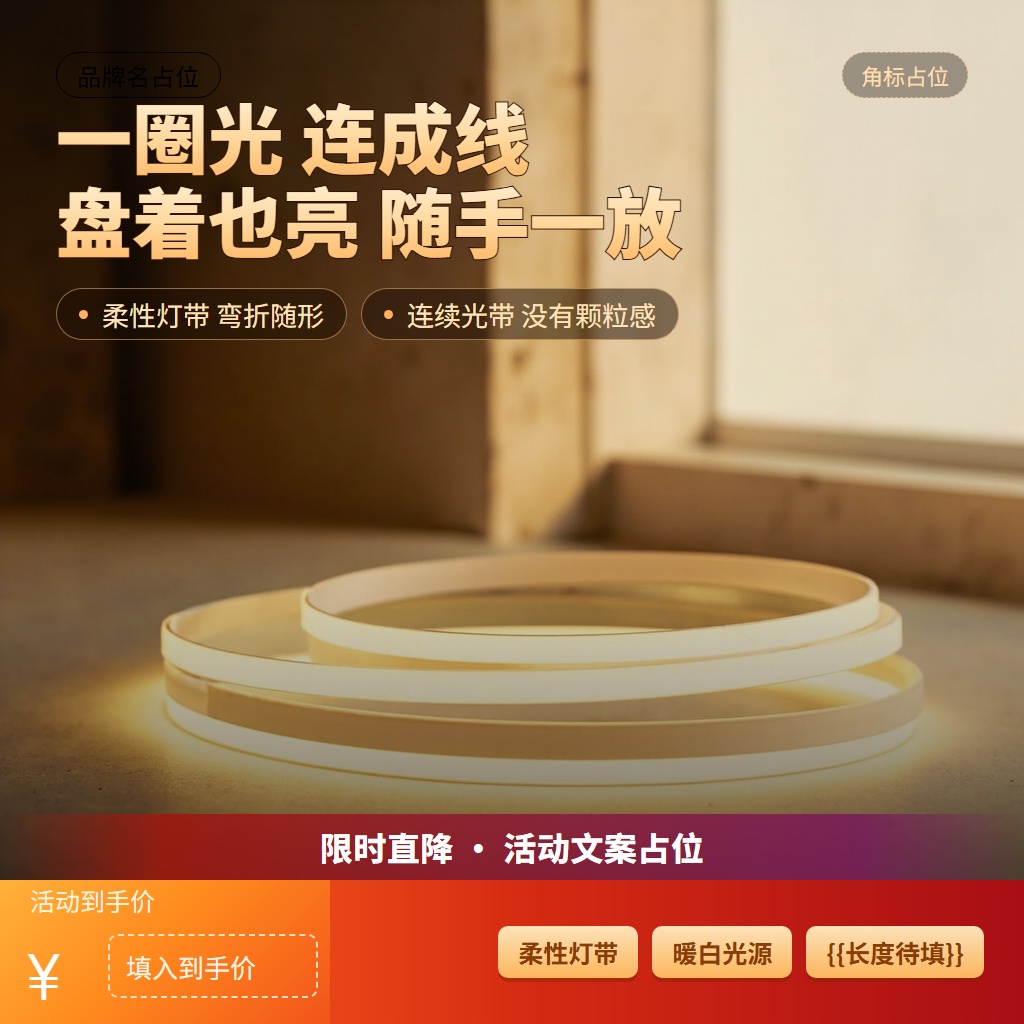 品牌名占位
角标占位
一圈光 连成线
盘着也亮 随手一放
• 柔性灯带 弯折随形
• 连续光带 没有颗粒感
限时直降 • 活动文案占位
活动到手价
¥ 填入到手价
柔性灯带
暖白光源
{{长度待填}}